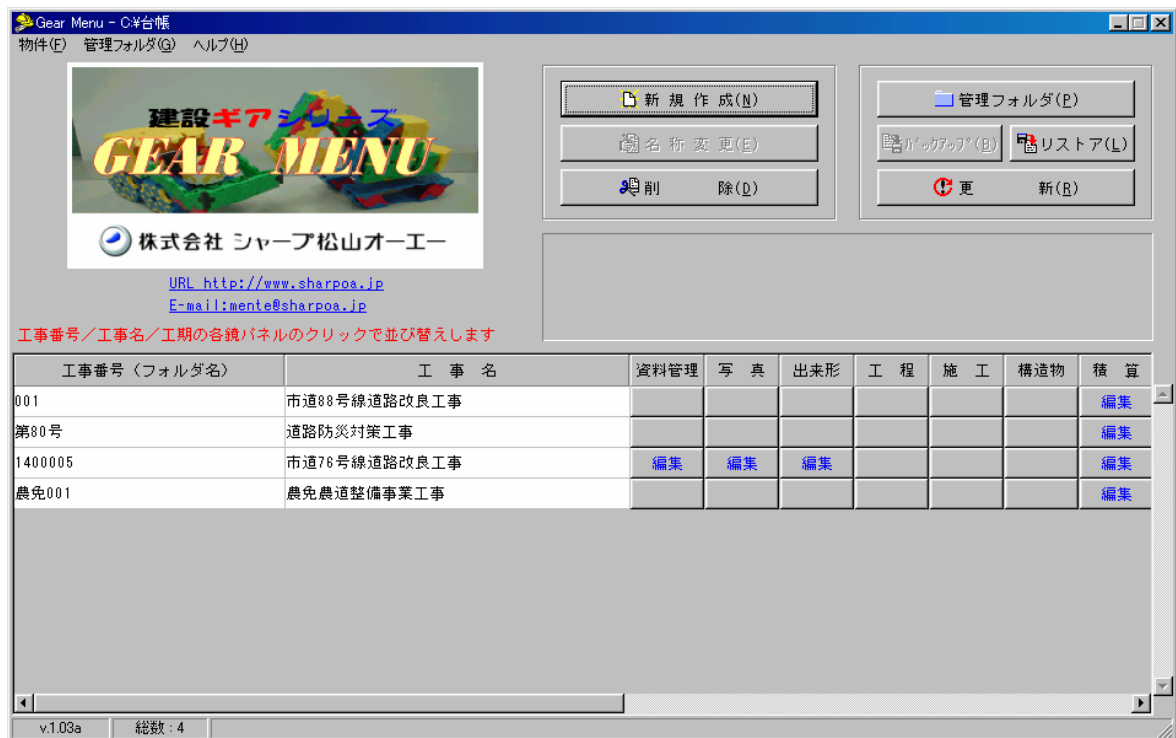 Gear Menu - C:¥台帳
物件(F) 管理フォルダ(G) ヘルプ(H)
建設ギアシリーズ
GEAR MENU
株式会社 シャープ松山オーエー
URL http://www.sharpoa.jp
E-mail:mente@sharpoa.jp
新 規 作 成(N)
名 称 変 更(E)
削 除(D)
管理フォルダ(P)
バックアップ(B) リストア(L)
更 新(R)
工事番号/工事名/工期の各鏡パネルのクリックで並び替えします
工事番号（フォルダ名） 工 事 名 資料管理 写 真 出来形 工 程 施 工 構造物 積 算
001 市道88号線道路改良工事 編集
第80号 道路防災対策工事 編集
1400005 市道76号線道路改良工事 編集 編集 編集 編集
農免001 農免農道整備事業工事 編集
v.1.03a 総数：4